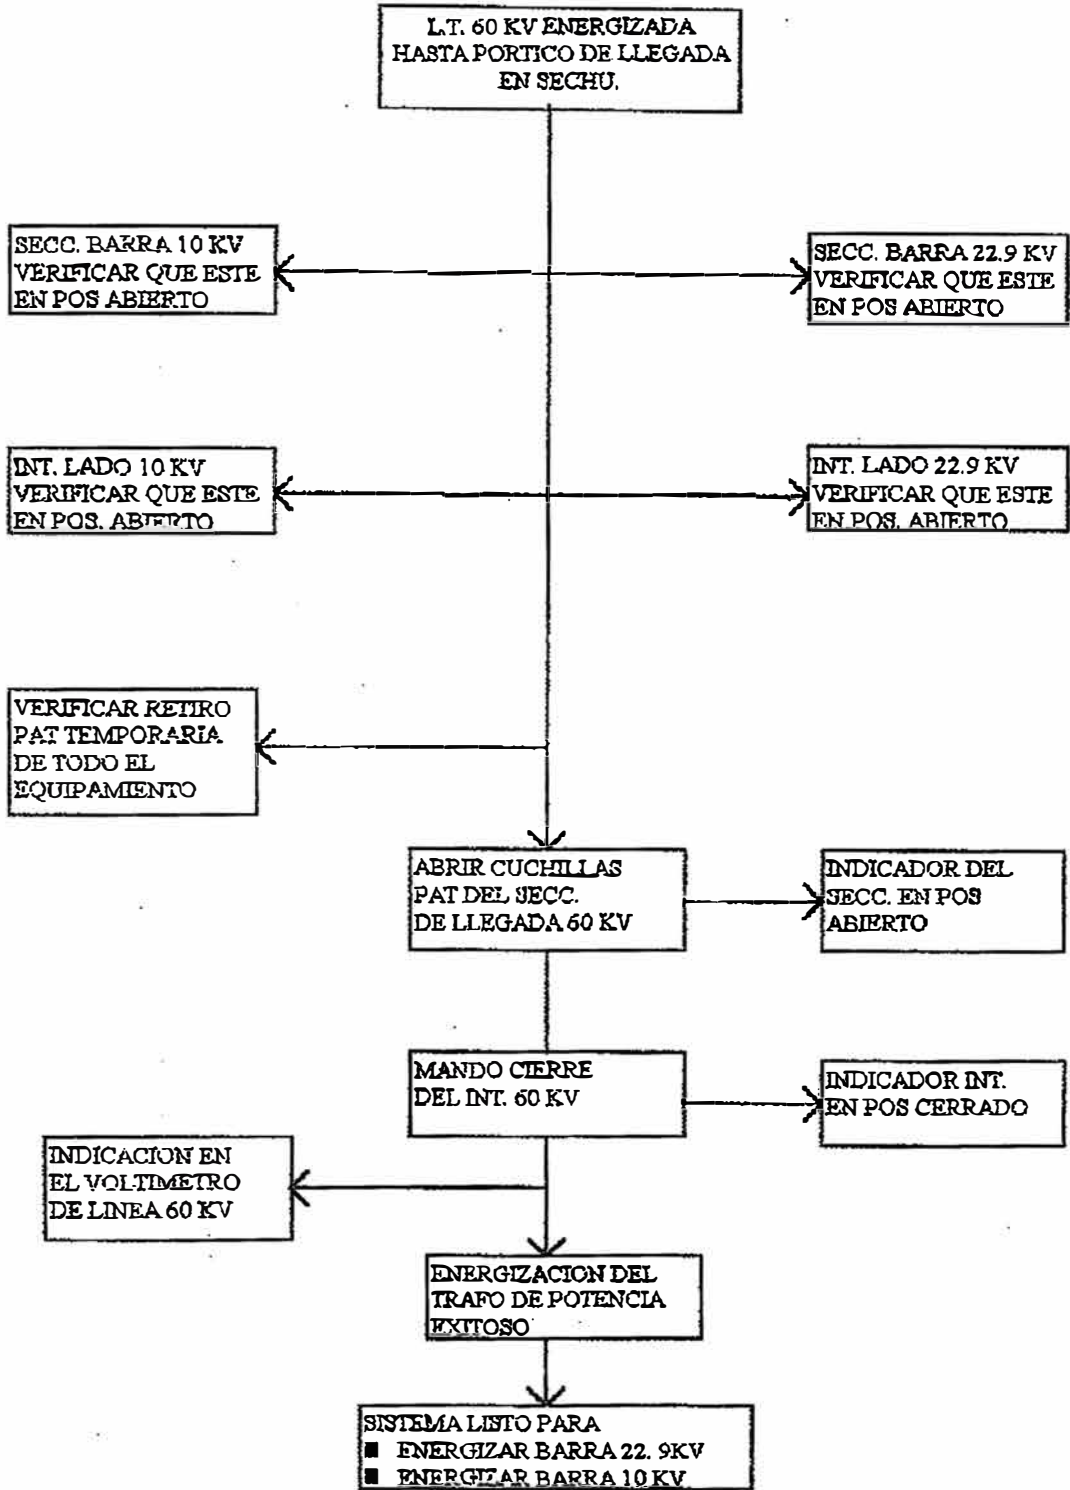 L.T. 60 KV ENERGIZADA
HASTA PORTICO DE LLEGADA
EN SECHU.
SECC. BARRA 10 KV
VERIFICAR QUE ESTE
EN POS ABIERTO
SECC. BARRA 22.9 KV
VERIFICAR QUE ESTE
EN POS ABIERTO
INT. LADO 10 KV
VERIFICAR QUE ESTE
EN POS. ABIERTO
INT. LADO 22.9 KV
VERIFICAR QUE ESTE
EN POS. ABIERTO
VERIFICAR RETIRO
PAT TEMPORARIA
DE TODO EL
EQUIPAMIENTO
ABRIR CUCHILLAS
PAT DEL SECC.
DE LLEGADA 60 KV
INDICADOR DEL
SECC. EN POS
ABIERTO
MANDO CIERRE
DEL INT. 60 KV
INDICADOR INT.
EN POS CERRADO
INDICACION EN
EL VOLTIMETRO
DE LINEA 60 KV
ENERGIZACION DEL
TRAFO DE POTENCIA
EXITOSO
SISTEMA LISTO PARA
■ ENERGIZAR BARRA 22. 9KV
■ ENERGIZAR BARRA 10 KV